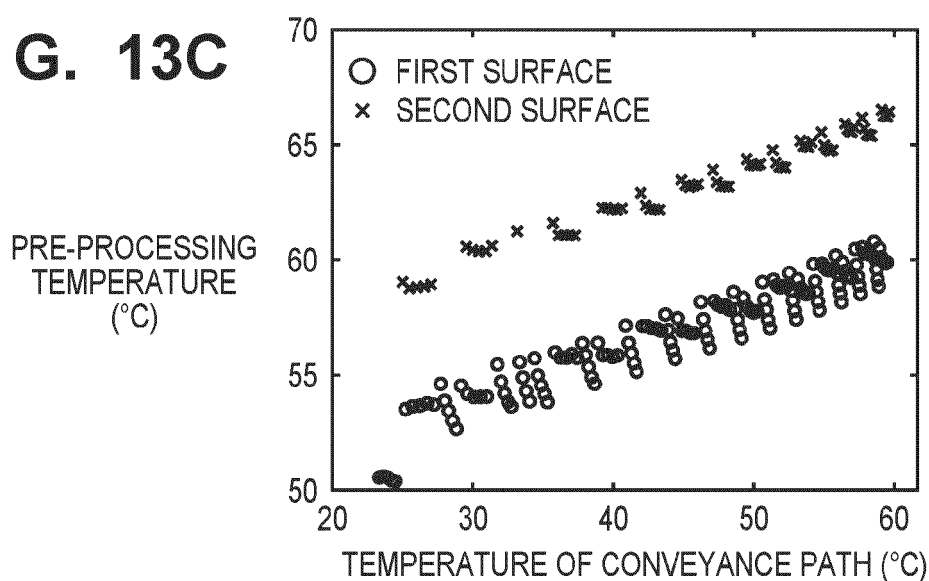 G. 13C
70
65
60
55
50
20
30
40
50
60
FIRST SURFACE
SECOND SURFACE
PRE-PROCESSING
TEMPERATURE
(°C)
TEMPERATURE OF CONVEYANCE PATH (°C)